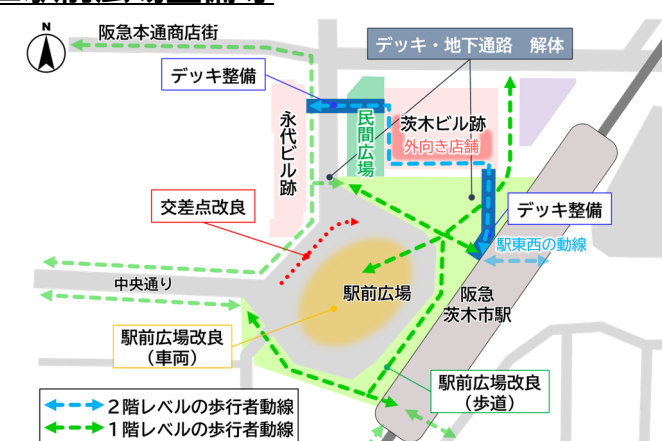 N
阪急本通商店街
デッキ・地下通路 解体
デッキ整備
永代ビル跡
民間広場
茨木ビル跡
外向き店舗
交差点改良
デッキ整備
駅東西の動線
中央通り
駅前広場
阪急
茨木市駅
駅前広場改良
(車両)
駅前広場改良
(歩道)
2階レベルの歩行者動線
1階レベルの歩行者動線